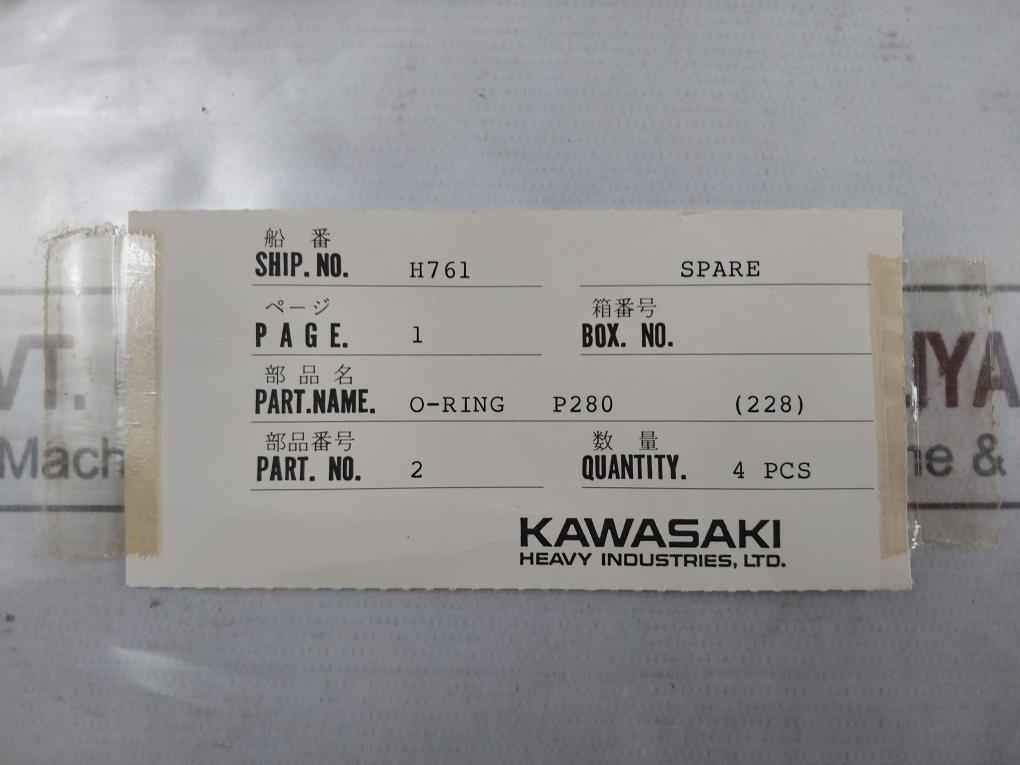 船 番
SHIP. NO. H761 SPARE
ページ 箱番号
PAGE. 1 BOX. NO.
部 品 名
PART.NAME. O-RING P280 (228)
部品番号 数 量
PART. NO. 2 QUANTITY. 4 PCS
KAWASAKI
HEAVY INDUSTRIES, LTD.